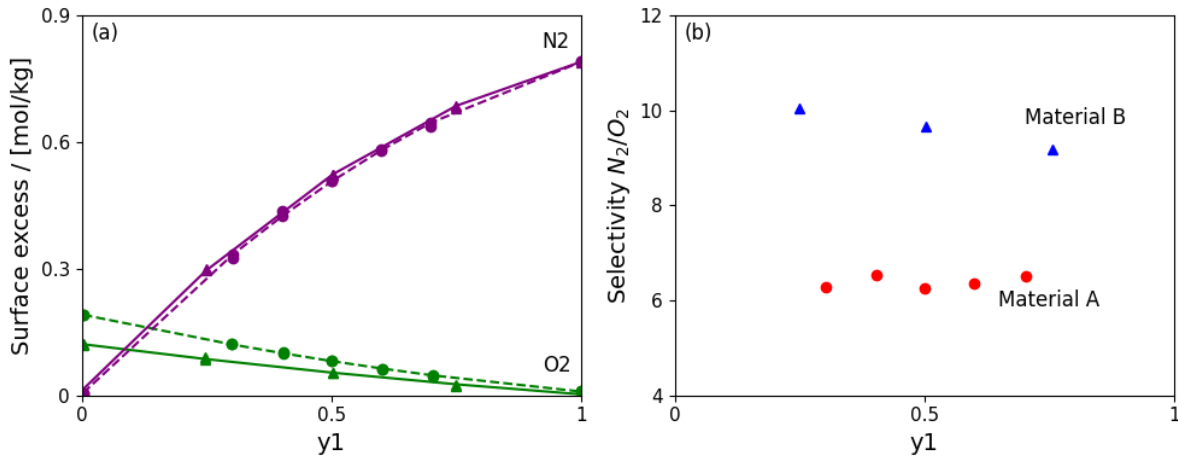 (a)
N2
O2
0.9
0.6
0.3
0
0
0.5
1
y1
Surface excess / [mol/kg]
(b)
Material B
Material A
12
10
8
6
4
0
0.5
1
y1
Selectivity N₂/O₂